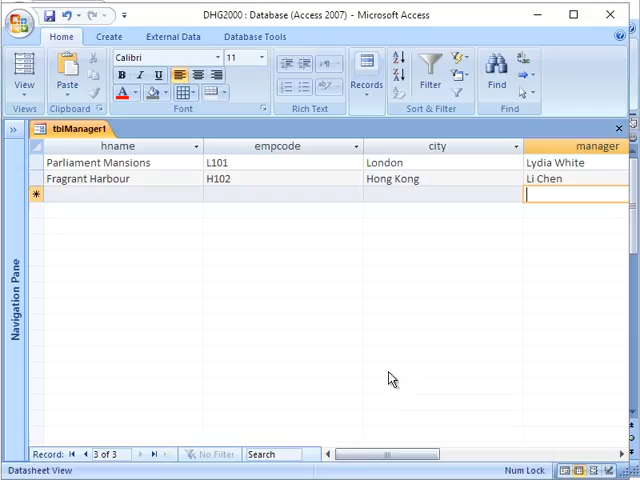 DHG2000 : Database (Access 2007) - Microsoft Access
Home Create External Data Database Tools
View
Views
Paste
Clipboard
Calibri 11
B I U
A
Font
Rich Text
Records
Sort & Filter
Find
Find
tblManager1
hname empcode city manager
Parliament Mansions L101 London Lydia White
Fragrant Harbour H102 Hong Kong Li Chen
Navigation Pane
Record: 3 of 3 No Filter Search
Datasheet View Num Lock